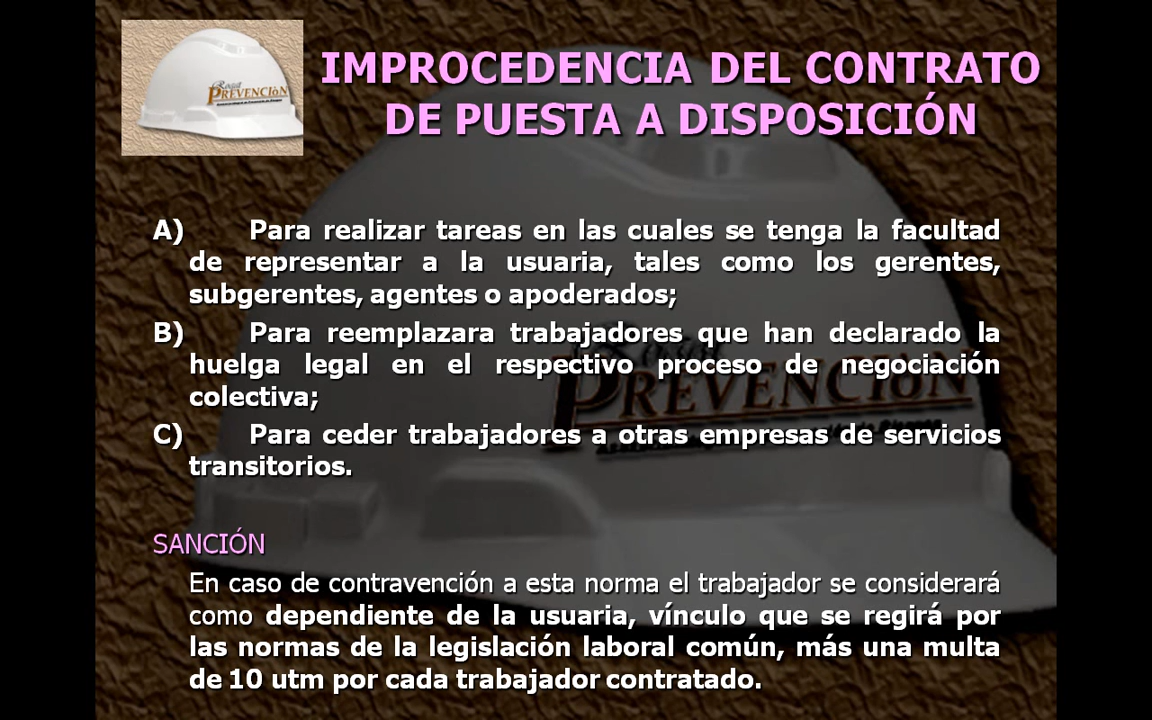 PREVENCIóN
IMPROCEDENCIA DEL CONTRATO
DE PUESTA A DISPOSICIÓN
A) Para realizar tareas en las cuales se tenga la facultad
de representar a la usuaria, tales como los gerentes,
subgerentes, agentes o apoderados;
B) Para reemplazara trabajadores que han declarado la
huelga legal en el respectivo proceso de negociación
colectiva;
C) Para ceder trabajadores a otras empresas de servicios
transitorios.
PREVENCIóN
SANCIÓN
En caso de contravención a esta norma el trabajador se considerará
como dependiente de la usuaria, vínculo que se regirá por
las normas de la legislación laboral común, más una multa
de 10 utm por cada trabajador contratado.